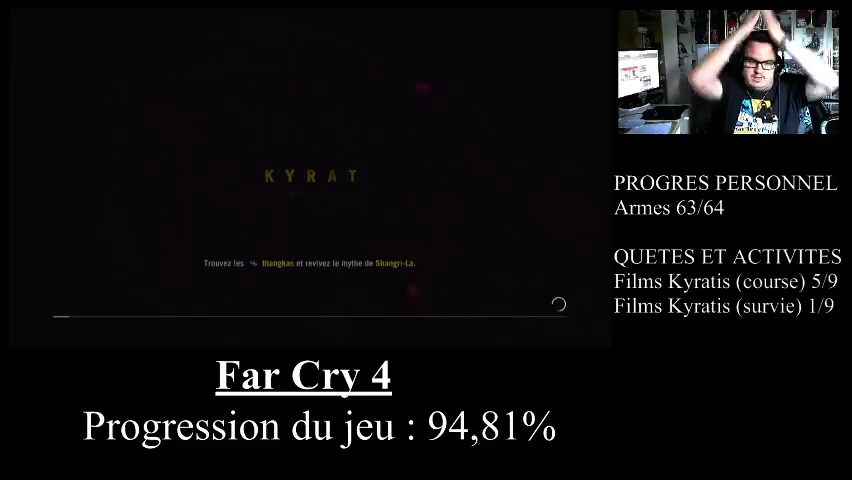 KYRAT
Trouvez les thangkas et revivez le mythe de Shangri-La.
PROGRES PERSONNEL
Armes 63/64
QUETES ET ACTIVITES
Films Kyratis (course) 5/9
Films Kyratis (survie) 1/9
Far Cry 4
Progression du jeu : 94,81%